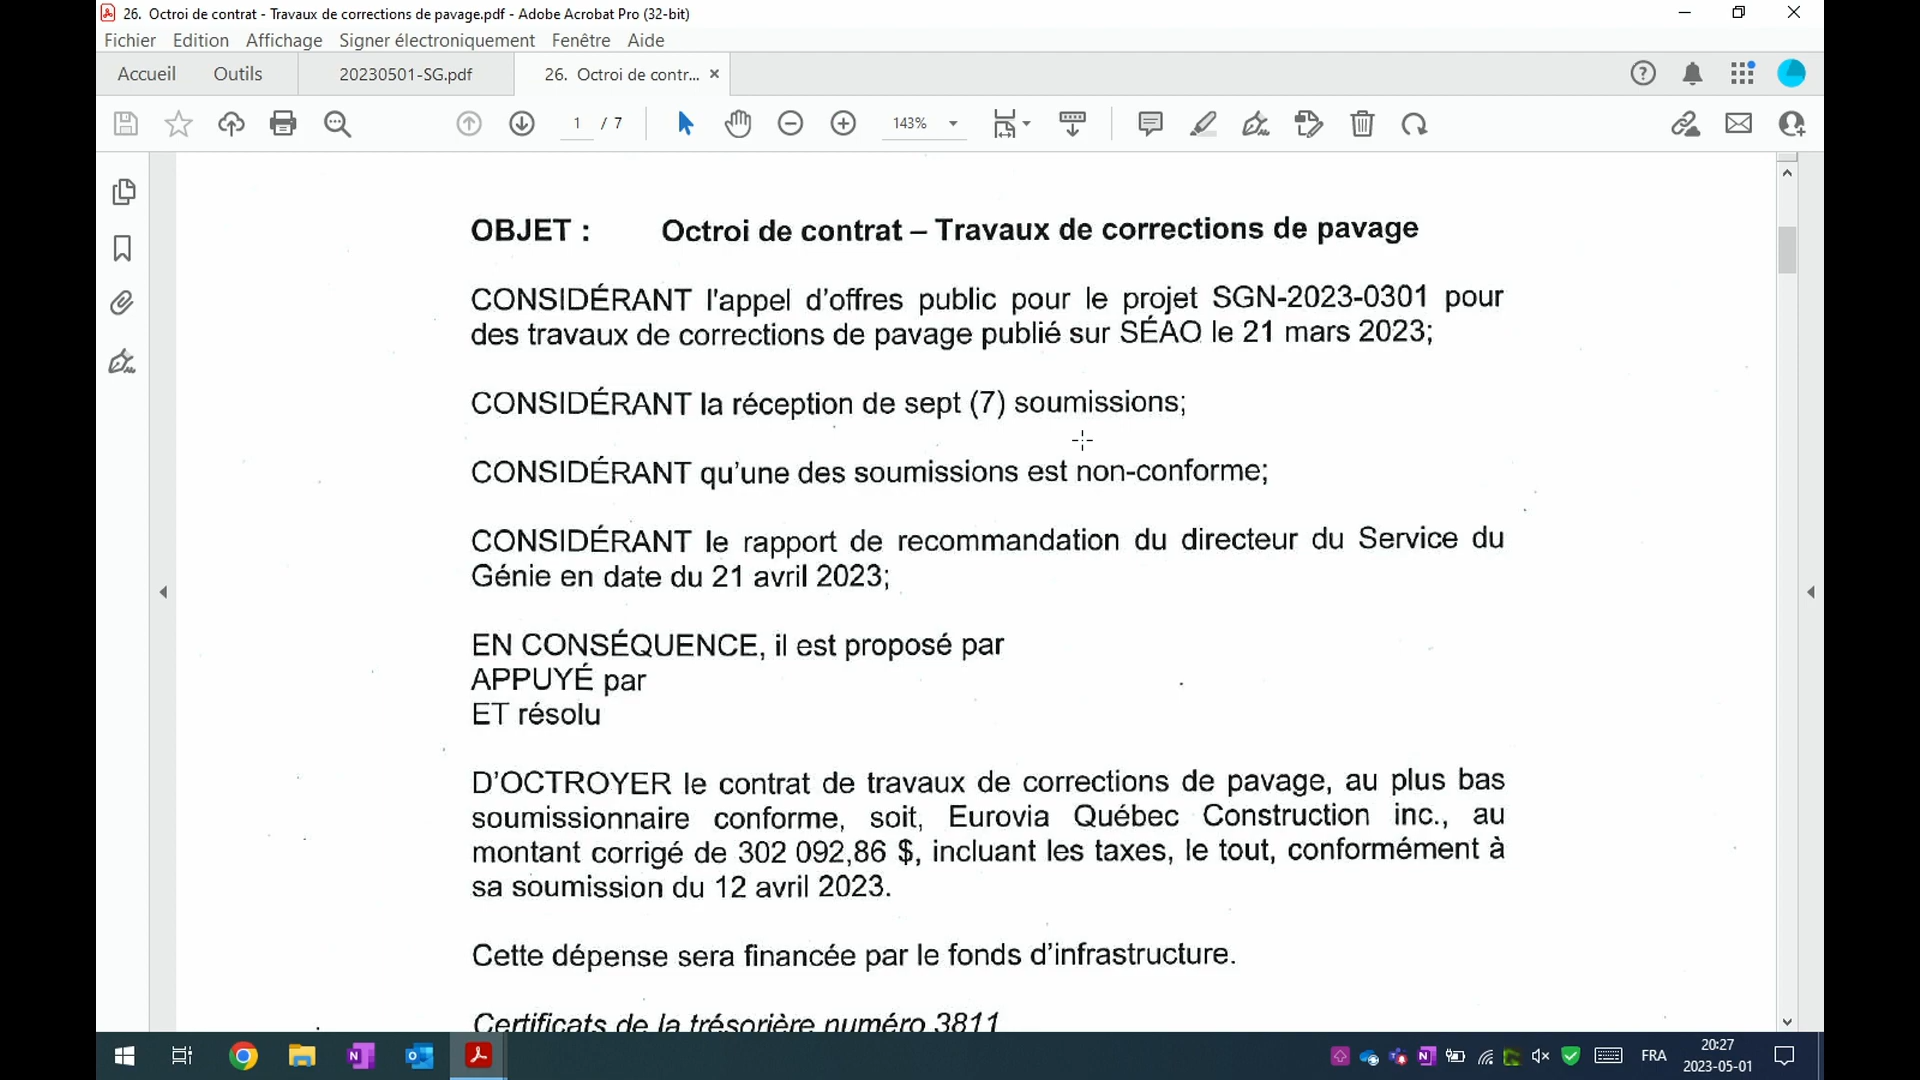 26. Octroi de contrat - Travaux de corrections de pavage.pdf - Adobe Acrobat Pro (32-bit)
Fichier Edition Affichage Signer électroniquement Fenêtre Aide
Accueil Outils 20230501-SG.pdf 26. Octroi de contr... ×
1 / 7 143%
OBJET : Octroi de contrat – Travaux de corrections de pavage
CONSIDÉRANT l'appel d'offres public pour le projet SGN-2023-0301 pour
des travaux de corrections de pavage publié sur SÉAO le 21 mars 2023;
CONSIDÉRANT la réception de sept (7) soumissions;
CONSIDÉRANT qu'une des soumissions est non-conforme;
CONSIDÉRANT le rapport de recommandation du directeur du Service du
Génie en date du 21 avril 2023;
EN CONSÉQUENCE, il est proposé par
APPUYÉ par
ET résolu
D'OCTROYER le contrat de travaux de corrections de pavage, au plus bas
soumissionnaire conforme, soit, Eurovia Québec Construction inc., au
montant corrigé de 302 092,86 $, incluant les taxes, le tout, conformément à
sa soumission du 12 avril 2023.
Cette dépense sera financée par le fonds d'infrastructure.
Certificats de la trésorière numéro 3811
FRA
20:27
2023-05-01